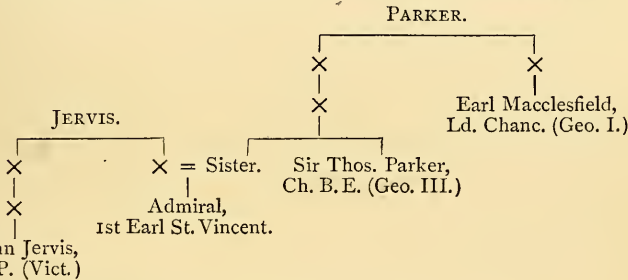 PARKER.
×
×
×
Earl Macclesfield,
Ld. Chanc. (Geo. I.)
JERVIS.
×
× = Sister.
Sir Thos. Parker,
Ch. B. E. (Geo. III.)
×
Admiral,
1st Earl St. Vincent.
Jervis,
(Vict.)